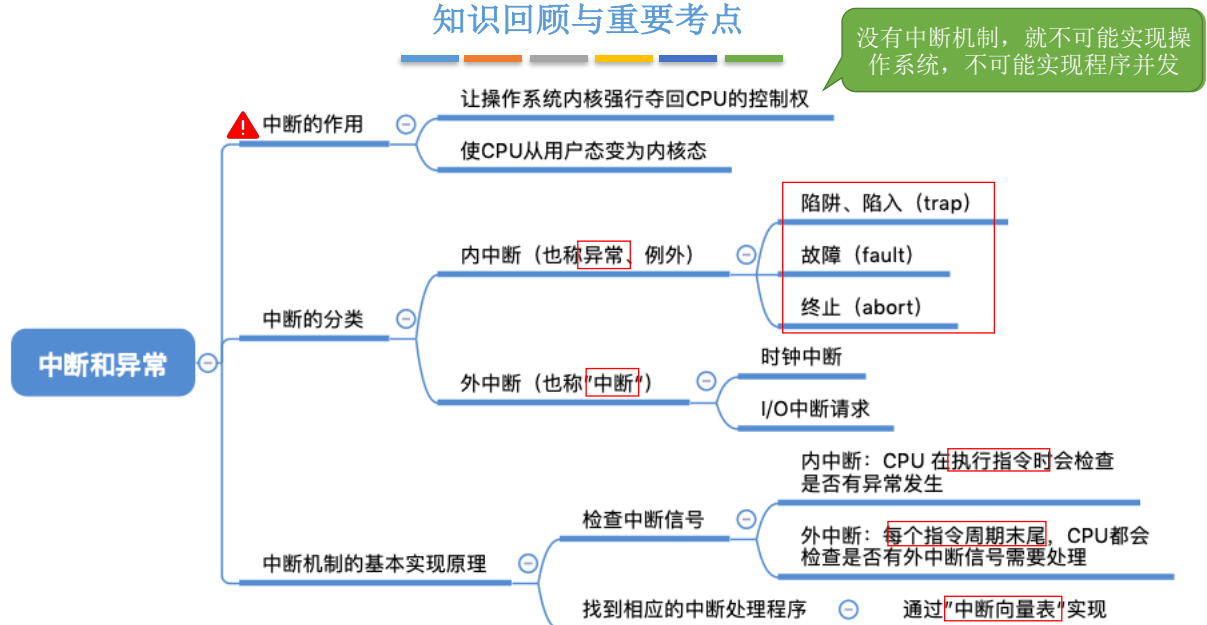 知识回顾与重要考点
没有中断机制，就不可能实现操
作系统，不可能实现程序并发
中断和异常
中断的作用
让操作系统内核强行夺回CPU的控制权
使CPU从用户态变为内核态
中断的分类
内中断（也称异常、例外）
陷阱、陷入（trap）
故障（fault）
终止（abort）
外中断（也称”中断“）
时钟中断
I/O中断请求
中断机制的基本实现原理
检查中断信号
内中断：CPU 在执行指令时会检查
是否有异常发生
外中断：每个指令周期末尾，CPU都会
检查是否有外中断信号需要处理
找到相应的中断处理程序
通过”中断向量表“实现